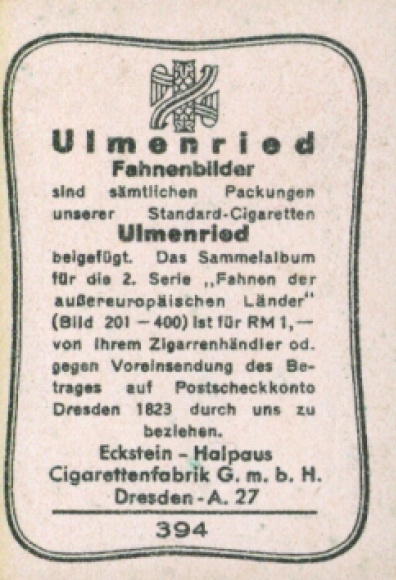 Ulmenried
Fahnenbilder
sind sämtlichen Packungen
unserer Standard-Cigaretten
Ulmenried
beigefügt. Das Sammelalbum
für die 2. Serie „Fahnen der
außereuropäischen Länder"
(Bild 201 – 400) ist für RM 1,—
von Ihrem Zigarrenhändler od.
gegen Voreinsendung des Be-
trages auf Postscheckkonto
Dresden 1823 durch uns zu
beziehen.
Eckstein - Halpaus
Cigarettenfabrik G. m. b. H.
Dresden - A. 27
394